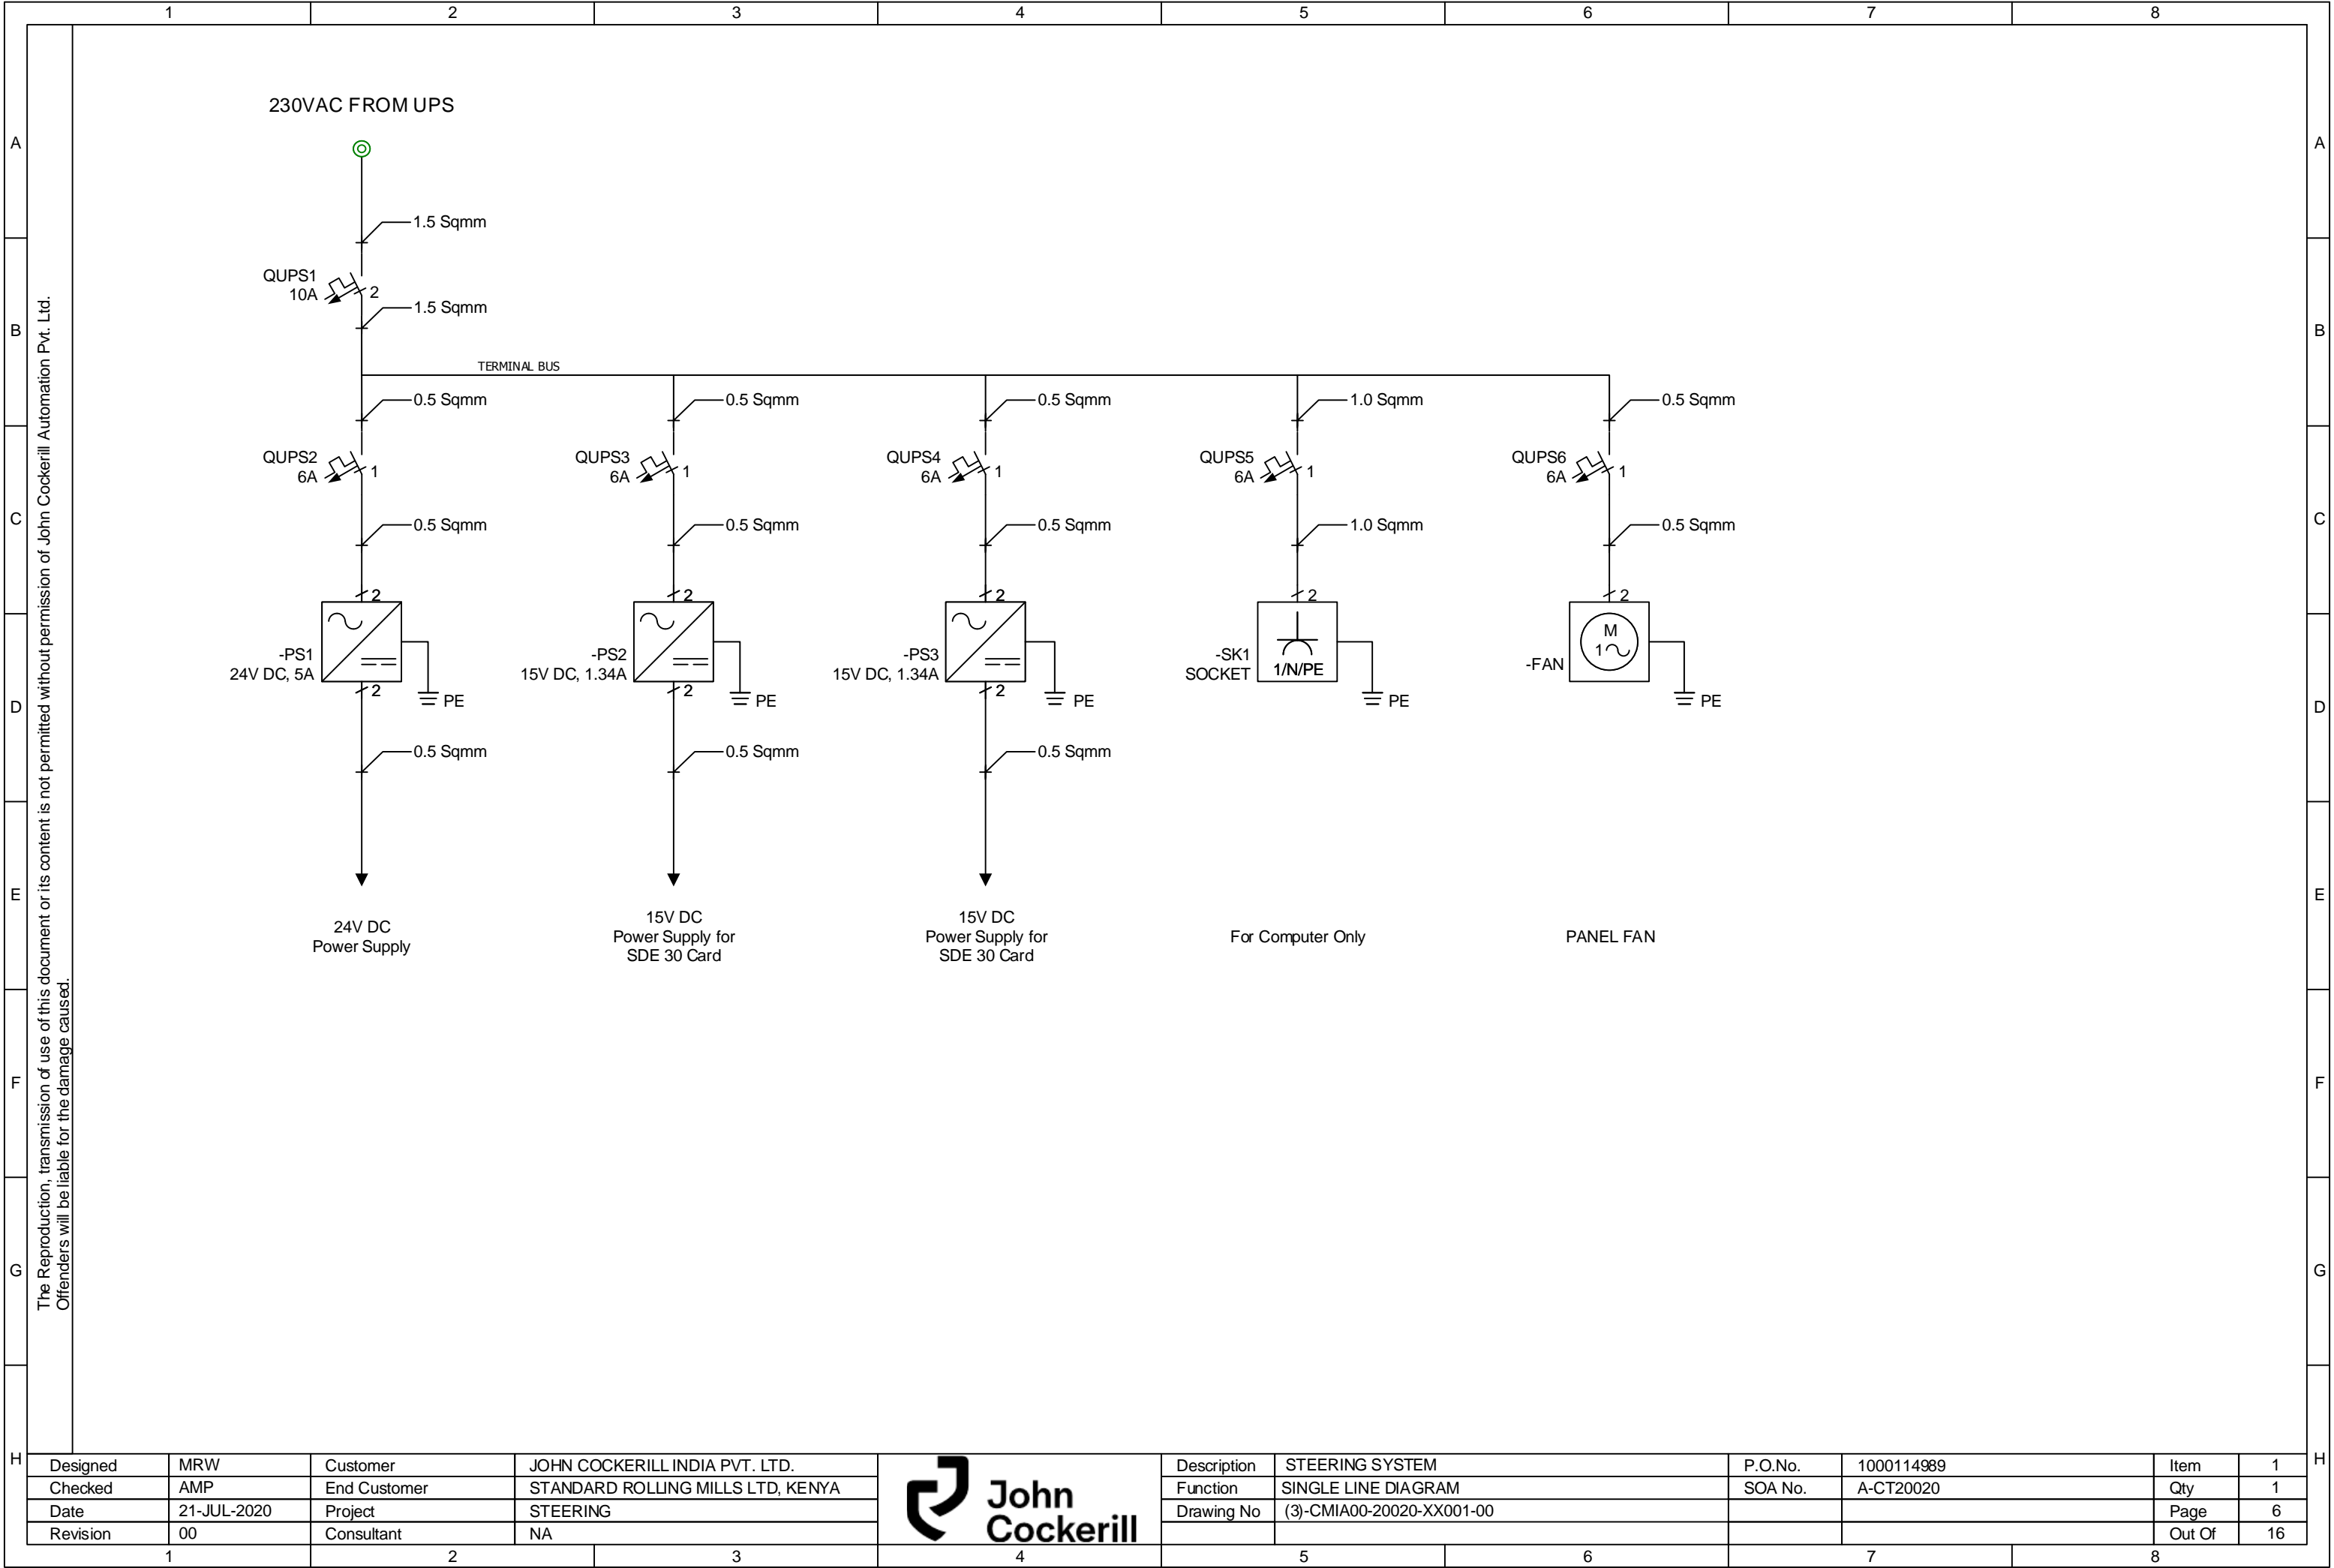 1 2 3 4 5 6 7 8
230VAC FROM UPS
A A
1.5 Sqmm
QUPS1
10A
2
1.5 Sqmm
B B
TERMINAL BUS
0.5 Sqmm 0.5 Sqmm 0.5 Sqmm 1.0 Sqmm 0.5 Sqmm
QUPS2 QUPS3 QUPS4 QUPS5 QUPS6
6A 1 6A 1 6A 1 6A 1 6A 1
C C
0.5 Sqmm 0.5 Sqmm 0.5 Sqmm 1.0 Sqmm 0.5 Sqmm
2 2 2 2 2
M
1
-PS1 -PS2 -PS3 -SK1 -FAN
24V DC, 5A 15V DC, 1.34A 15V DC, 1.34A SOCKET 1/N/PE
2 2 2
PE PE PE PE PE
D D
0.5 Sqmm 0.5 Sqmm 0.5 Sqmm
E E
24V DC
Power Supply
15V DC
Power Supply for
SDE 30 Card
15V DC
Power Supply for
SDE 30 Card
For Computer Only
PANEL FAN
F F
G G
H H
The Reproduction, transmission of use of this document or its content is not permitted without permission of John Cockerill Automation Pvt. Ltd.
Offenders will be liable for the damage caused.
Designed MRW Customer JOHN COCKERILL INDIA PVT. LTD.
Checked AMP End Customer STANDARD ROLLING MILLS LTD, KENYA
Date 21-JUL-2020 Project STEERING
Revision 00 Consultant NA
John
Cockerill
Description STEERING SYSTEM P.O.No. 1000114989 Item 1
Function SINGLE LINE DIAGRAM SOA No. A-CT20020 Qty 1
Drawing No (3)-CMIA00-20020-XX001-00 Page 6
Out Of 16
1 2 3 4 5 6 7 8